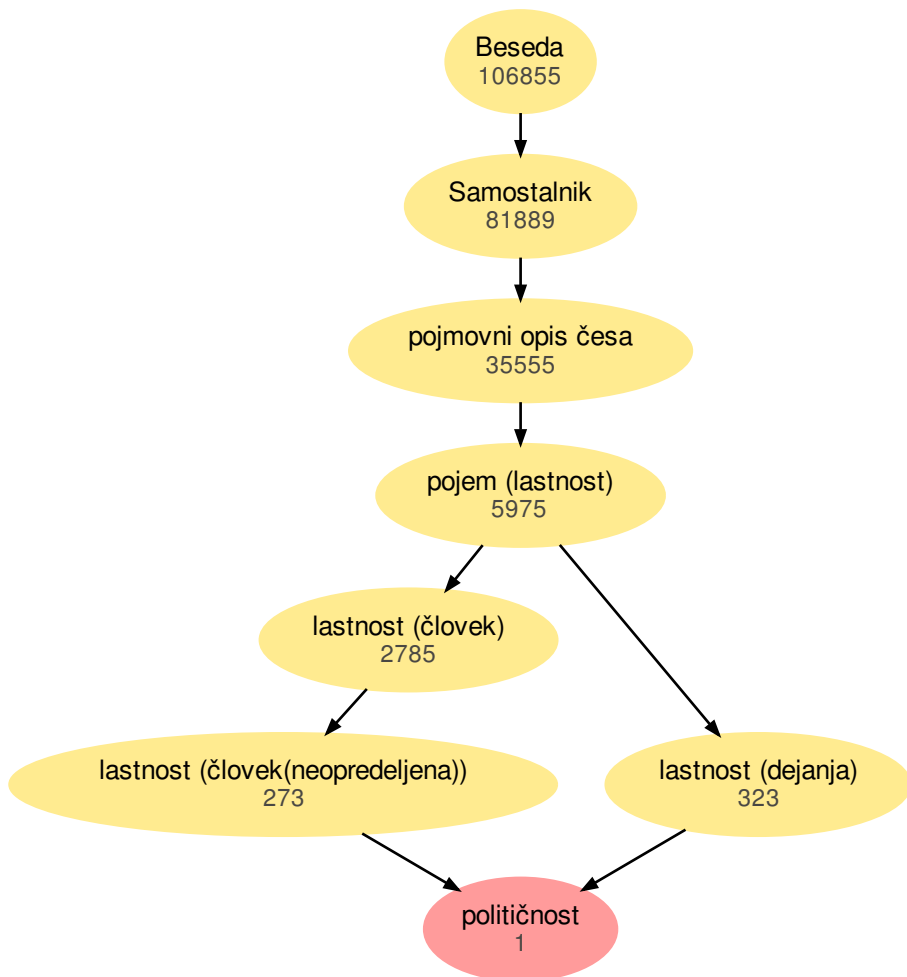 Beseda
106855
Samostalnik
81889
pojmovni opis česa
35555
pojem (lastnost)
5975
lastnost (človek)
2785
lastnost (človek(neopredeljena))
273
lastnost (dejanja)
323
političnost
1